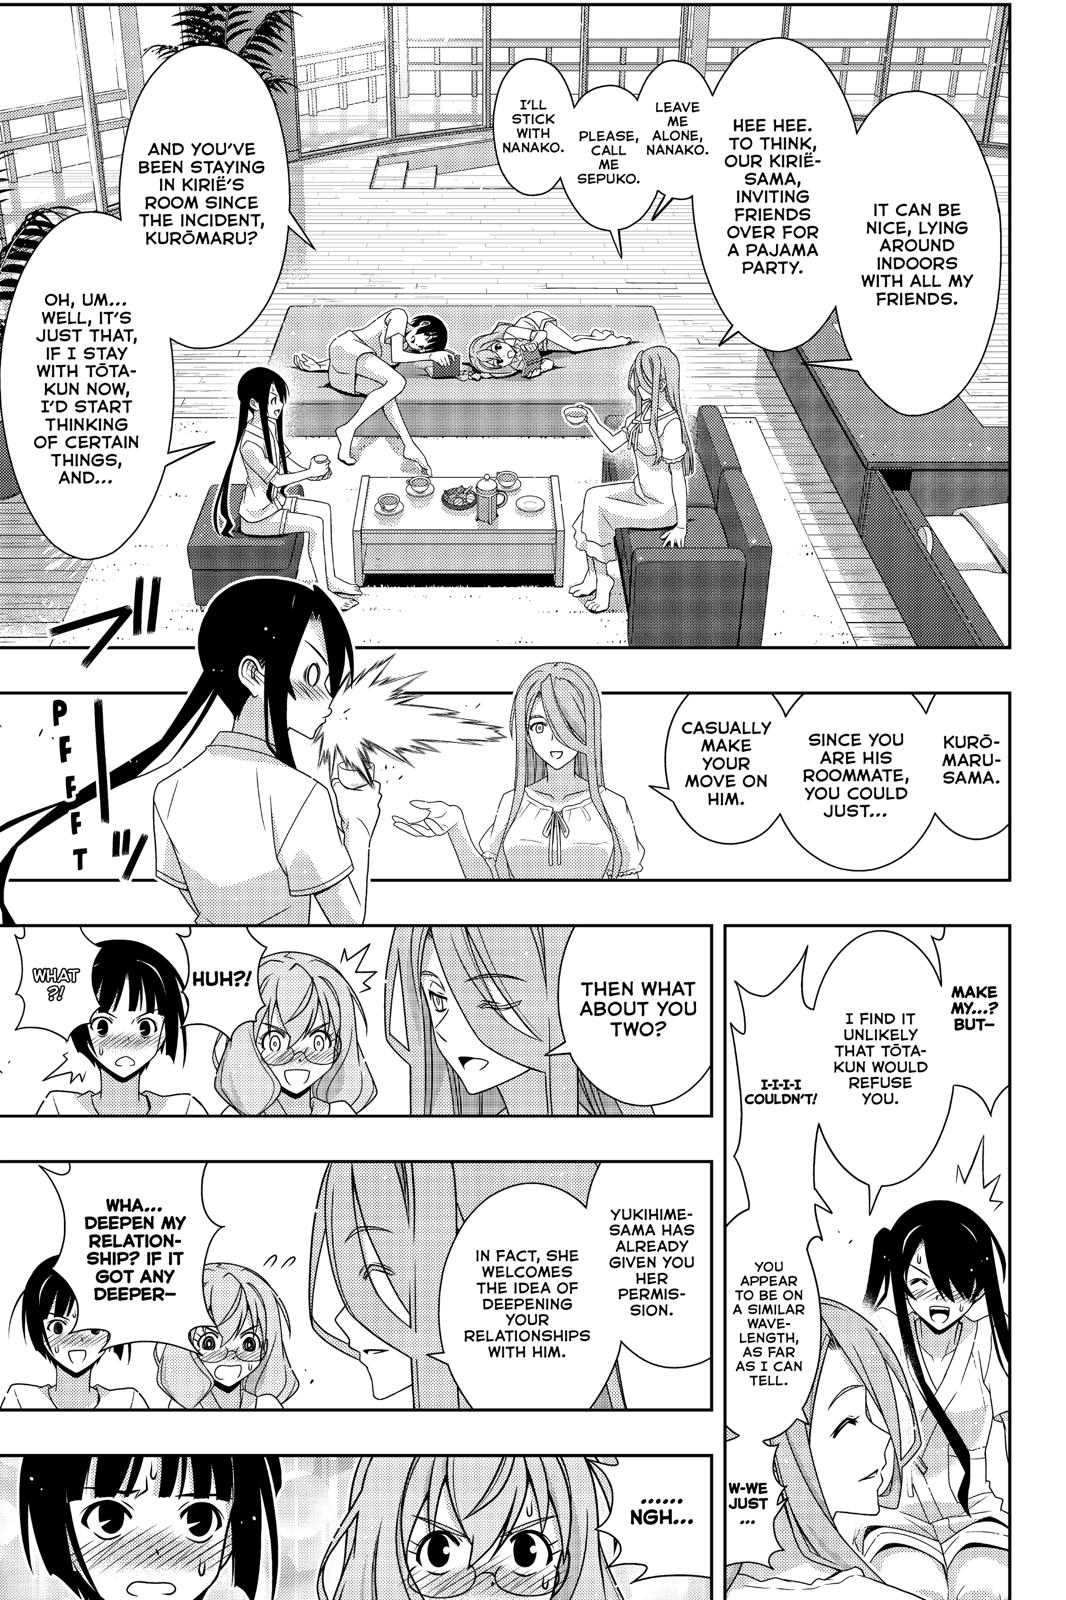 IT CAN BE
NICE, LYING
AROUND
INDOORS
WITH ALL MY
FRIENDS.
HEE HEE.
TO THINK,
OUR KIRIË-
SAMA,
INVITING
FRIENDS
OVER FOR
A PAJAMA
PARTY.
LEAVE
ME
ALONE,
NANAKO.
PLEASE,
CALL
ME
SEPUKO.
I'LL
STICK
WITH
NANAKO.
AND YOU'VE
BEEN STAYING
IN KIRIË'S
ROOM SINCE
THE INCIDENT,
KURŌMARU?
OH, UM...
WELL, IT'S
JUST THAT,
IF I STAY
WITH TŌTA-
KUN NOW,
I'D START
THINKING
OF CERTAIN
THINGS,
AND...
KURŌ-
MARU-
SAMA.
SINCE YOU
ARE HIS
ROOMMATE,
YOU COULD
JUST...
CASUALLY
MAKE
YOUR
MOVE ON
HIM.
PFFFT
MAKE
MY...?
BUT–
I FIND IT
UNLIKELY
THAT TŌTA-
KUN WOULD
REFUSE
YOU.
I-I-I-I
COULDN'T!
YOU
APPEAR
TO BE ON
A SIMILAR
WAVE-
LENGTH,
AS FAR
AS I CAN
TELL.
W-WE
JUST
...
THEN WHAT
ABOUT YOU
TWO?
HUH?!
WHAT
?!
YUKIHIME-
SAMA HAS
ALREADY
GIVEN YOU
HER
PERMIS-
SION.
IN FACT, SHE
WELCOMES
THE IDEA OF
DEEPENING
YOUR
RELATIONSHIPS
WITH HIM.
WHA...
DEEPEN MY
RELATION-
SHIP? IF IT
GOT ANY
DEEPER–
......
NGH...